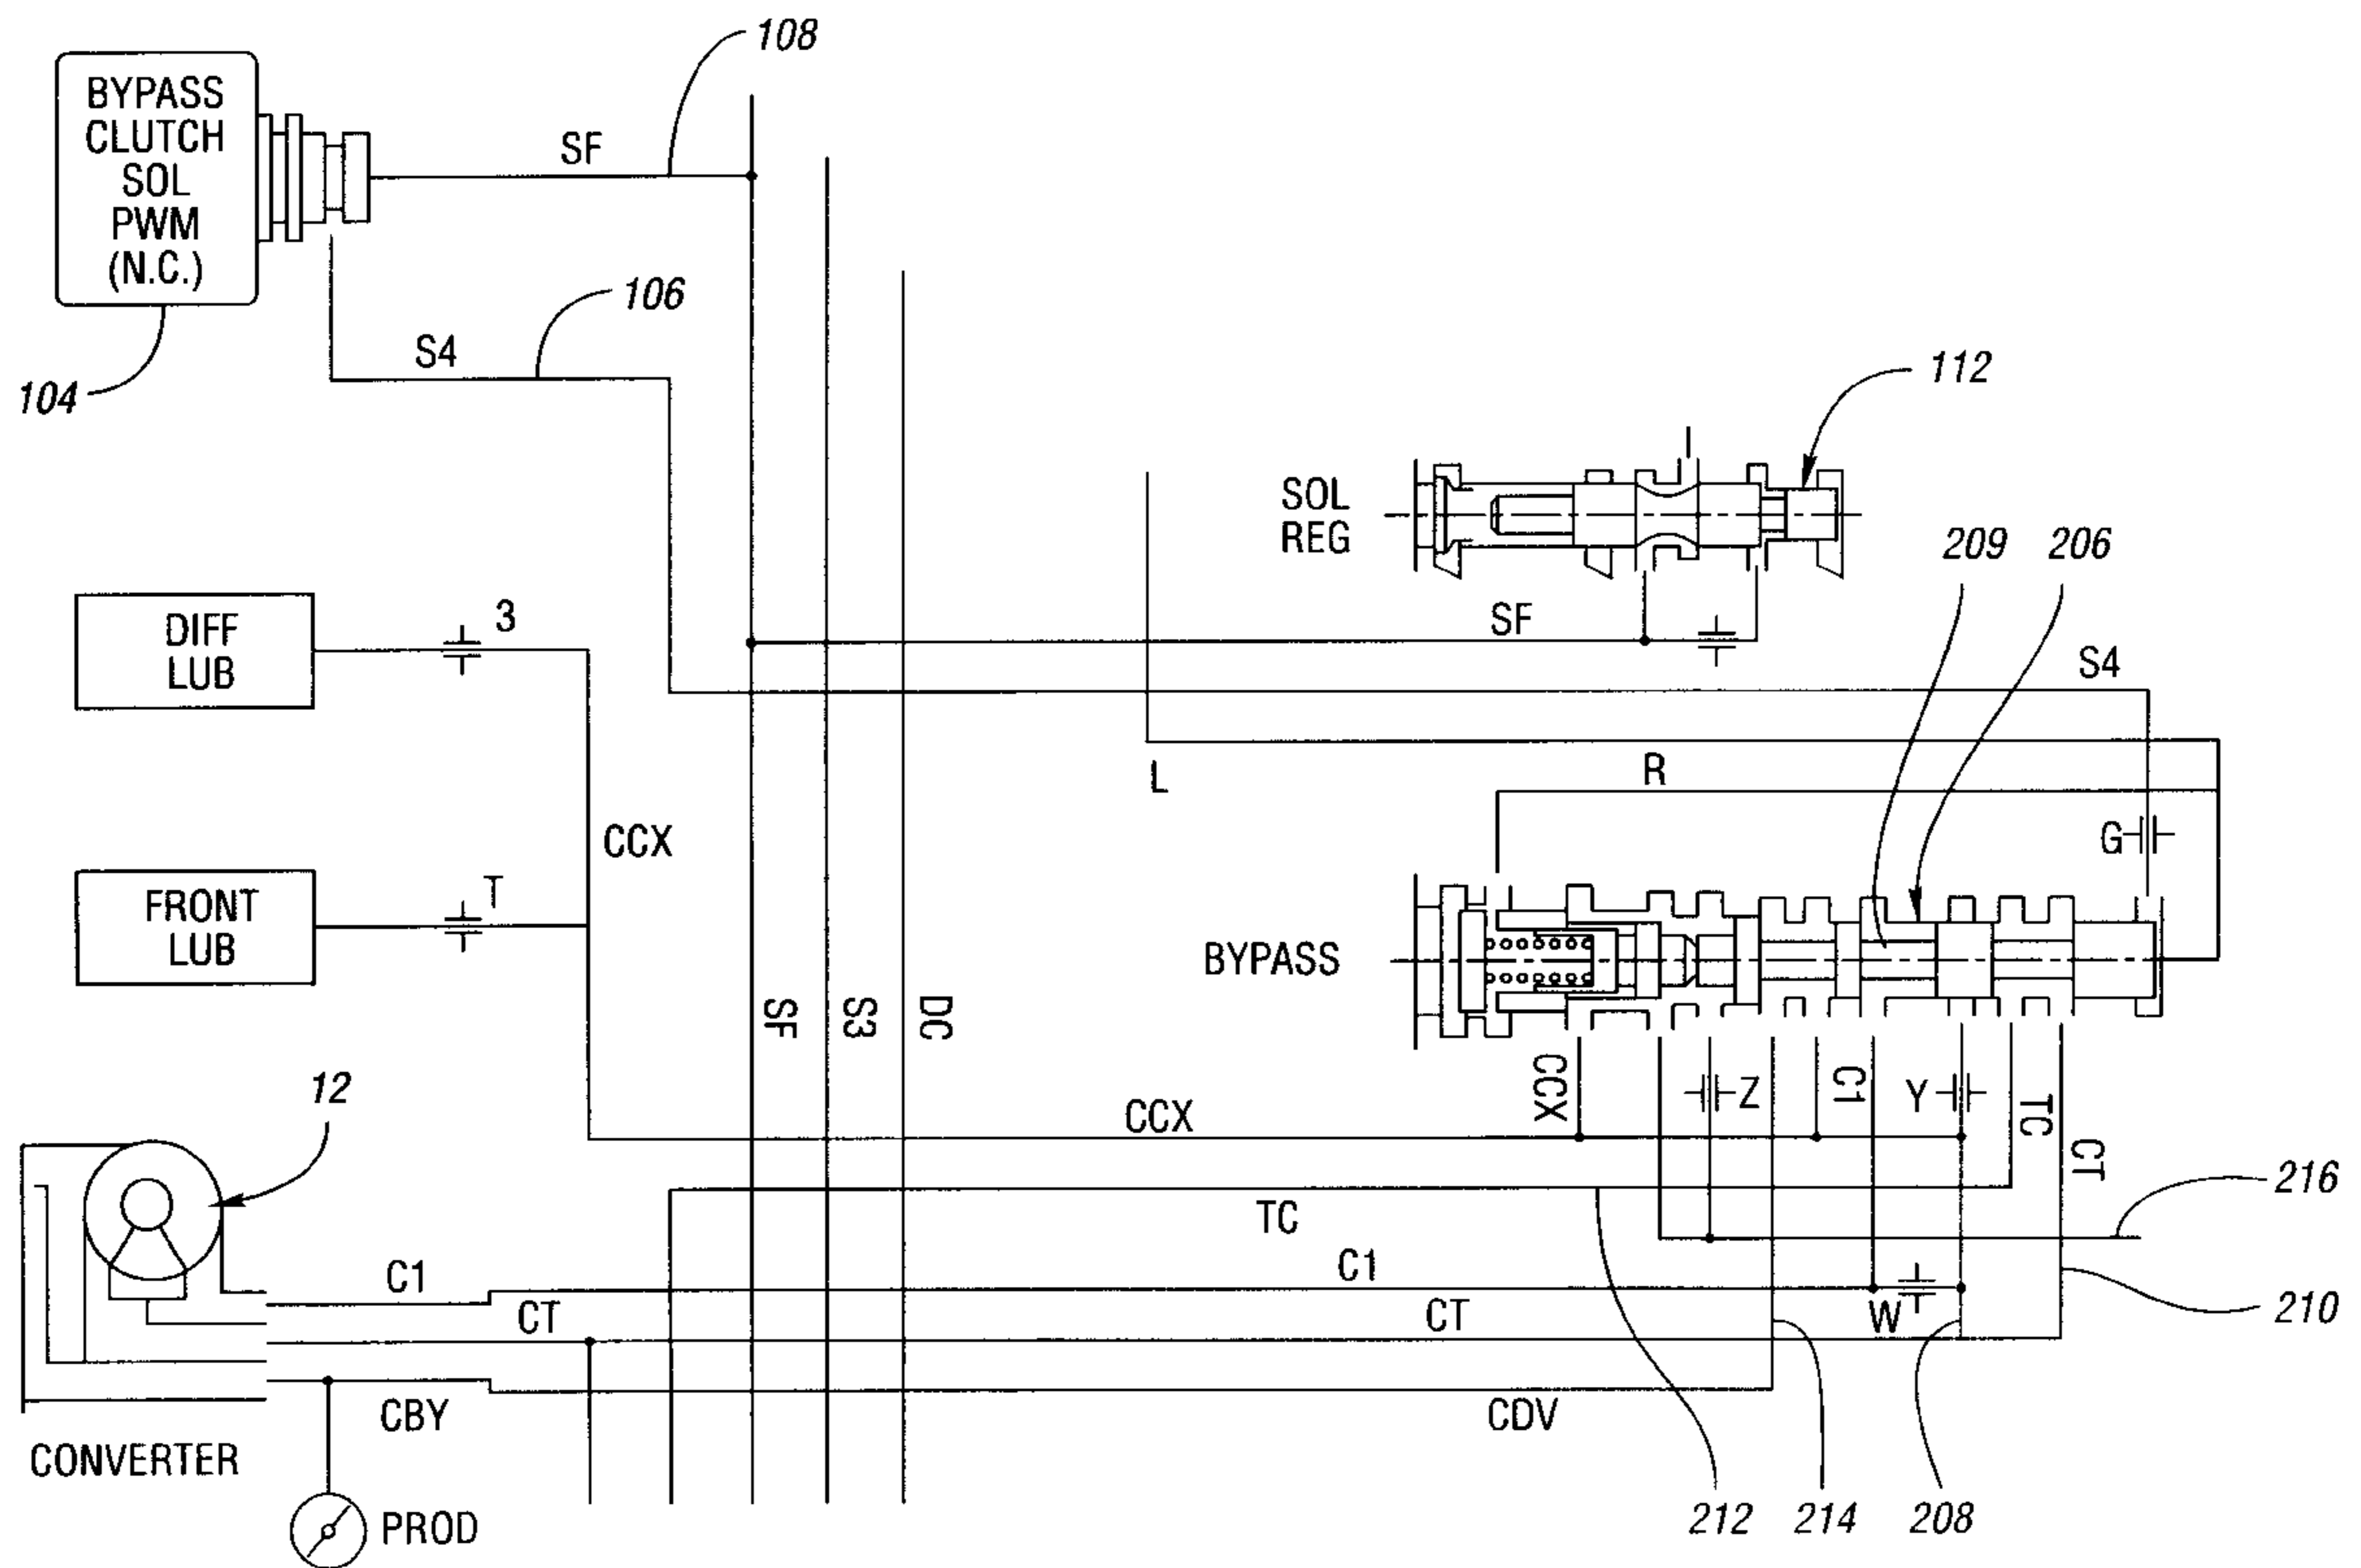 108
BYPASS
CLUTCH
SOL
PWM
(N.C.)
SF
106
S4
104
112
SOL
REG
209
206
DIFF
LUB
3
SF
S4
L
R
CCX
G
FRONT
LUB
T
BYPASS
SF
S3
DC
12
CCX
CCX
Z
C1
Y
TC
CT
216
TC
C1
C1
CT
CT
W
210
CBY
CDV
CONVERTER
PROD
212
214
208